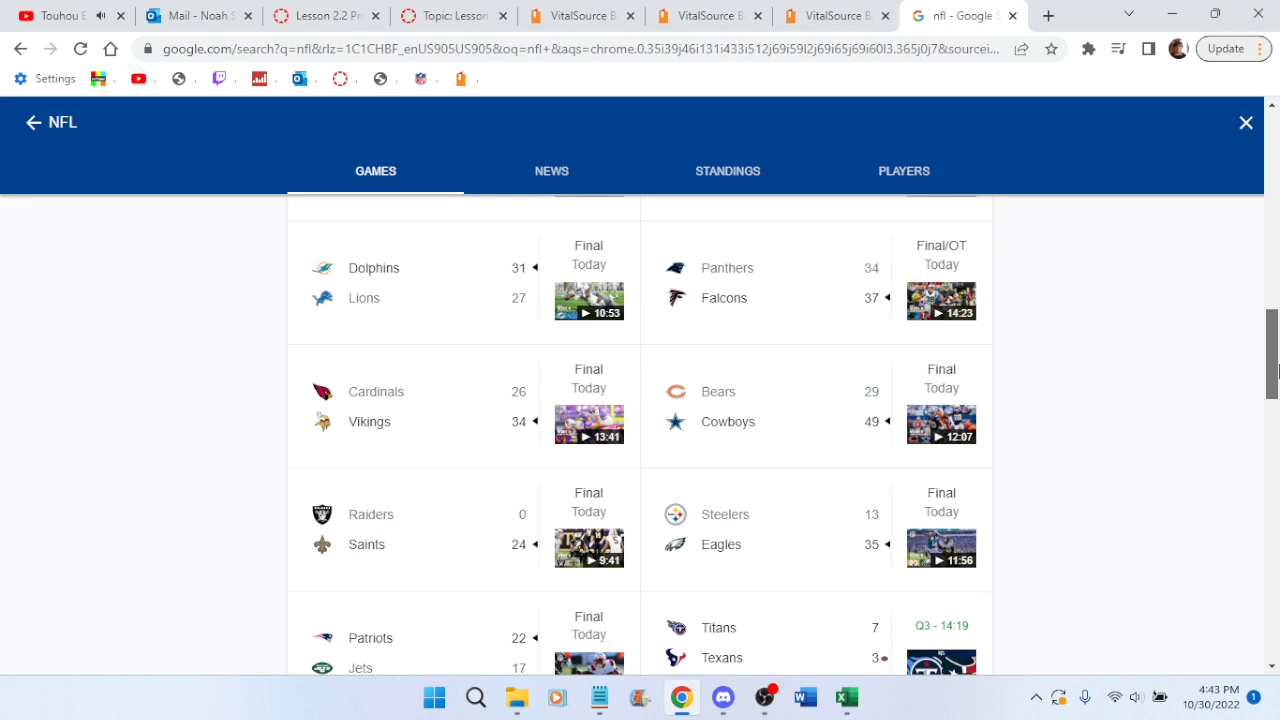 YouTube
Mail - Noah S
Lesson 2.2 Pr
Topic: Lesson
VitalSource B
VitalSource B
VitalSource B
nfl - Google S
google.com/search?q=nfl&rlz=1C1CHBF_enUS905US905&oq=nfl+&aqs=chrome.0.35i39j46i131i433i512j69i59l2j69i65j69i60l3.365j0j7&sourcei...
Update
Settings
NFL
GAMES NEWS STANDINGS PLAYERS
Final
Today
Dolphins 31
Lions 27
10:53
Final/OT
Today
Panthers 34
Falcons 37
14:23
Final
Today
Cardinals 26
Vikings 34
13:41
Final
Today
Bears 29
Cowboys 49
12:07
Final
Today
Raiders 0
Saints 24
9:41
Final
Today
Steelers 13
Eagles 35
11:56
Final
Today
Patriots 22
Jets 17
Q3 - 14:19
Titans 7
Texans 3
4:43 PM
10/30/2022
1